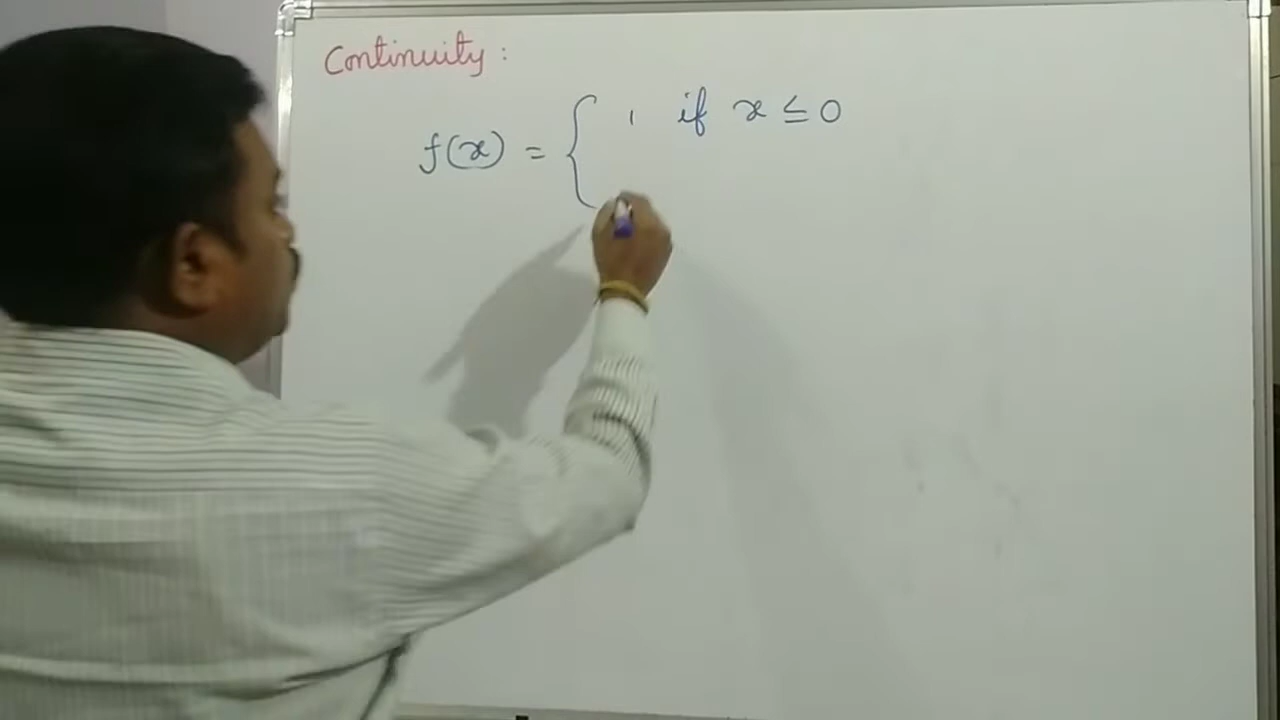 Continuity :
f(x) = { 1 if x ≤ 0